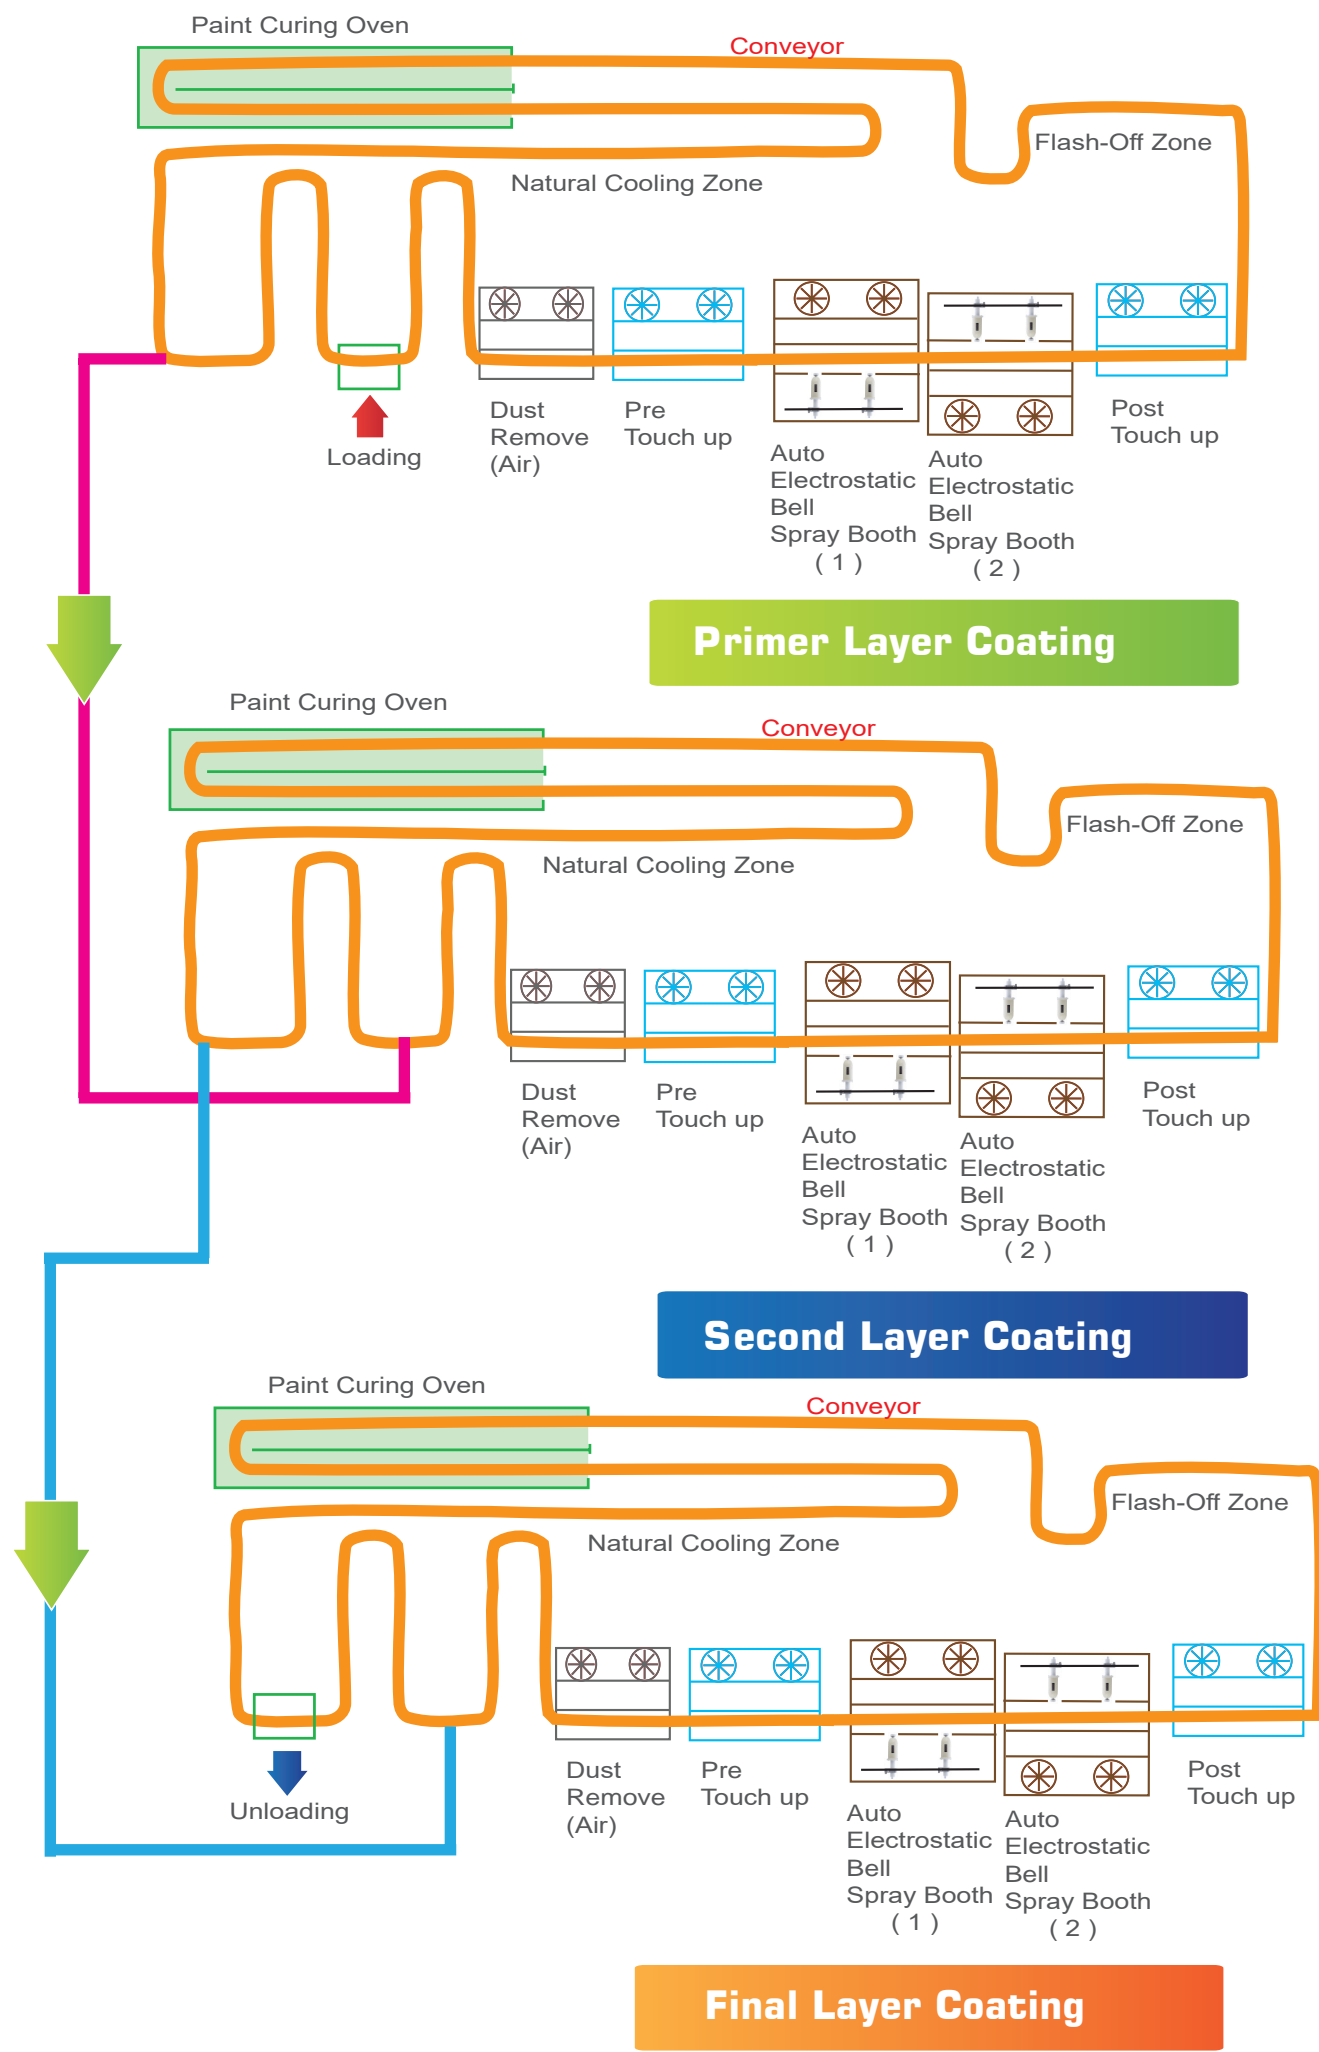 Paint Curing Oven
Conveyor
Flash-Off Zone
Natural Cooling Zone
Loading
Dust
Remove
(Air)
Pre
Touch up
Auto
Electrostatic
Bell
Spray Booth
( 1 )
Auto
Electrostatic
Bell
Spray Booth
( 2 )
Post
Touch up
Primer Layer Coating
Paint Curing Oven
Conveyor
Flash-Off Zone
Natural Cooling Zone
Dust
Remove
(Air)
Pre
Touch up
Auto
Electrostatic
Bell
Spray Booth
( 1 )
Auto
Electrostatic
Bell
Spray Booth
( 2 )
Post
Touch up
Second Layer Coating
Paint Curing Oven
Conveyor
Flash-Off Zone
Natural Cooling Zone
Unloading
Dust
Remove
(Air)
Pre
Touch up
Auto
Electrostatic
Bell
Spray Booth
( 1 )
Auto
Electrostatic
Bell
Spray Booth
( 2 )
Post
Touch up
Final Layer Coating